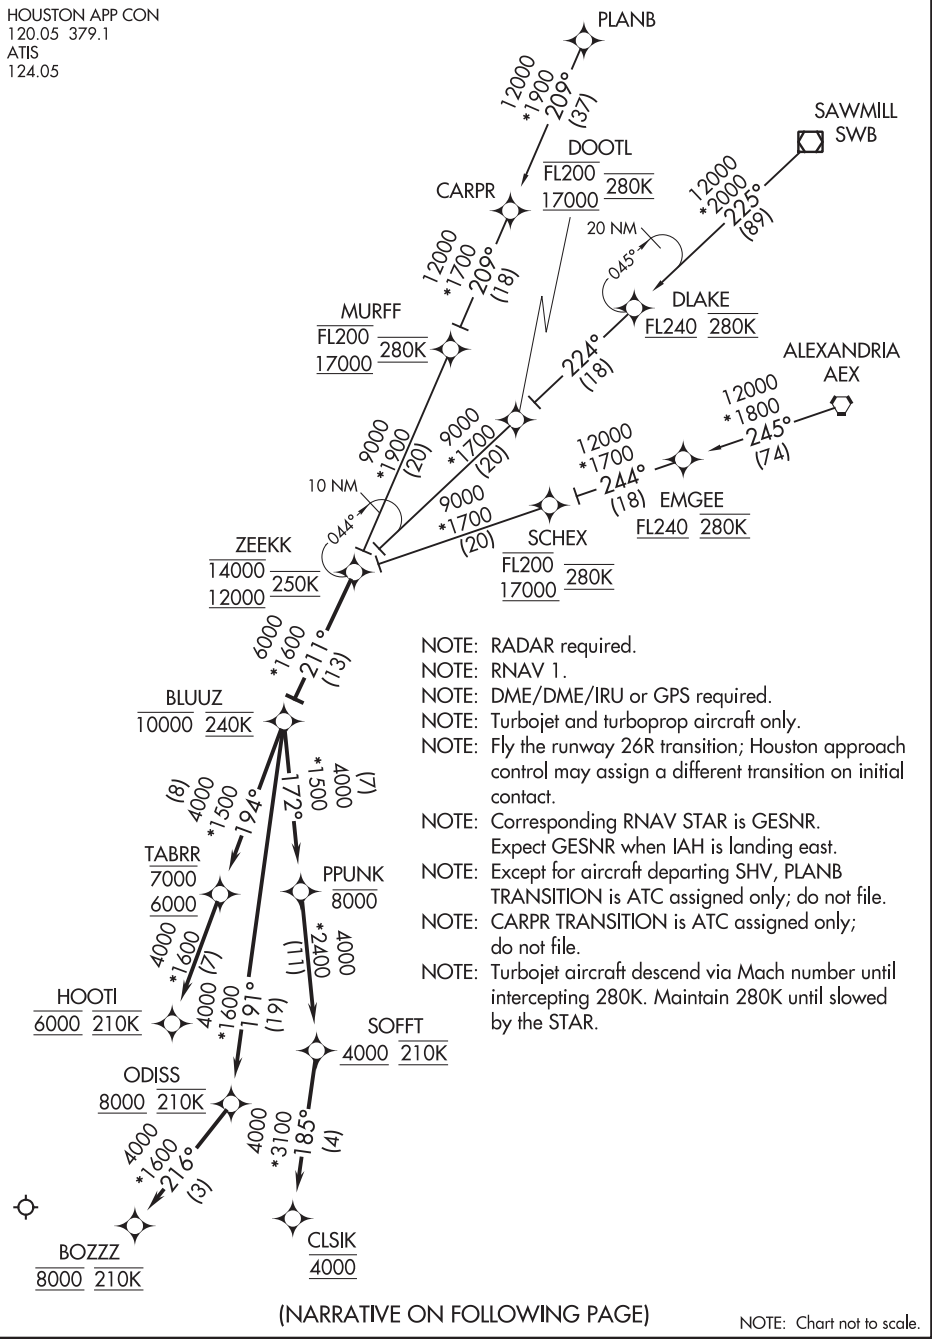 HOUSTON APP CON
120.05 379.1
ATIS
124.05
PLANB
12000
*1900
209°
(37)
SAWMILL
SWB
12000
*2000
225°
(89)
DOOTL
FL200
17000
280K
CARPR
12000
*1700
209°
(18)
20 NM
045°
DLAKE
FL240 280K
MURFF
FL200
17000
280K
224°
(18)
ALEXANDRIA
AEX
12000
*1800
245°
(74)
9000
*1900
(20)
9000
*1700
(20)
12000
*1700
244°
(18)
EMGEE
FL240 280K
10 NM
044°
9000
*1700
(20)
SCHEX
FL200
17000
280K
ZEEKK
14000
12000
250K
6000
*1600
211°
(13)
NOTE: RADAR required.
NOTE: RNAV 1.
NOTE: DME/DME/IRU or GPS required.
NOTE: Turbojet and turboprop aircraft only.
NOTE: Fly the runway 26R transition; Houston approach
control may assign a different transition on initial
contact.
NOTE: Corresponding RNAV STAR is GESNR.
Expect GESNR when IAH is landing east.
NOTE: Except for aircraft departing SHV, PLANB
TRANSITION is ATC assigned only; do not file.
NOTE: CARPR TRANSITION is ATC assigned only;
do not file.
NOTE: Turbojet aircraft descend via Mach number until
intercepting 280K. Maintain 280K until slowed
by the STAR.
BLUUZ
10000 240K
(8)
4000
*1500
194°
172°
*1500
4000
(7)
TABRR
7000
6000
PPUNK
8000
4000
*1600
(7)
4000
*1600
191°
(19)
4000
*2400
(11)
HOOTI
6000 210K
SOFFT
4000 210K
ODISS
8000 210K
4000
*1600
216°
(3)
4000
*3100
185°
(4)
BOZZZ
8000 210K
CLSIK
4000
(NARRATIVE ON FOLLOWING PAGE)
NOTE: Chart not to scale.